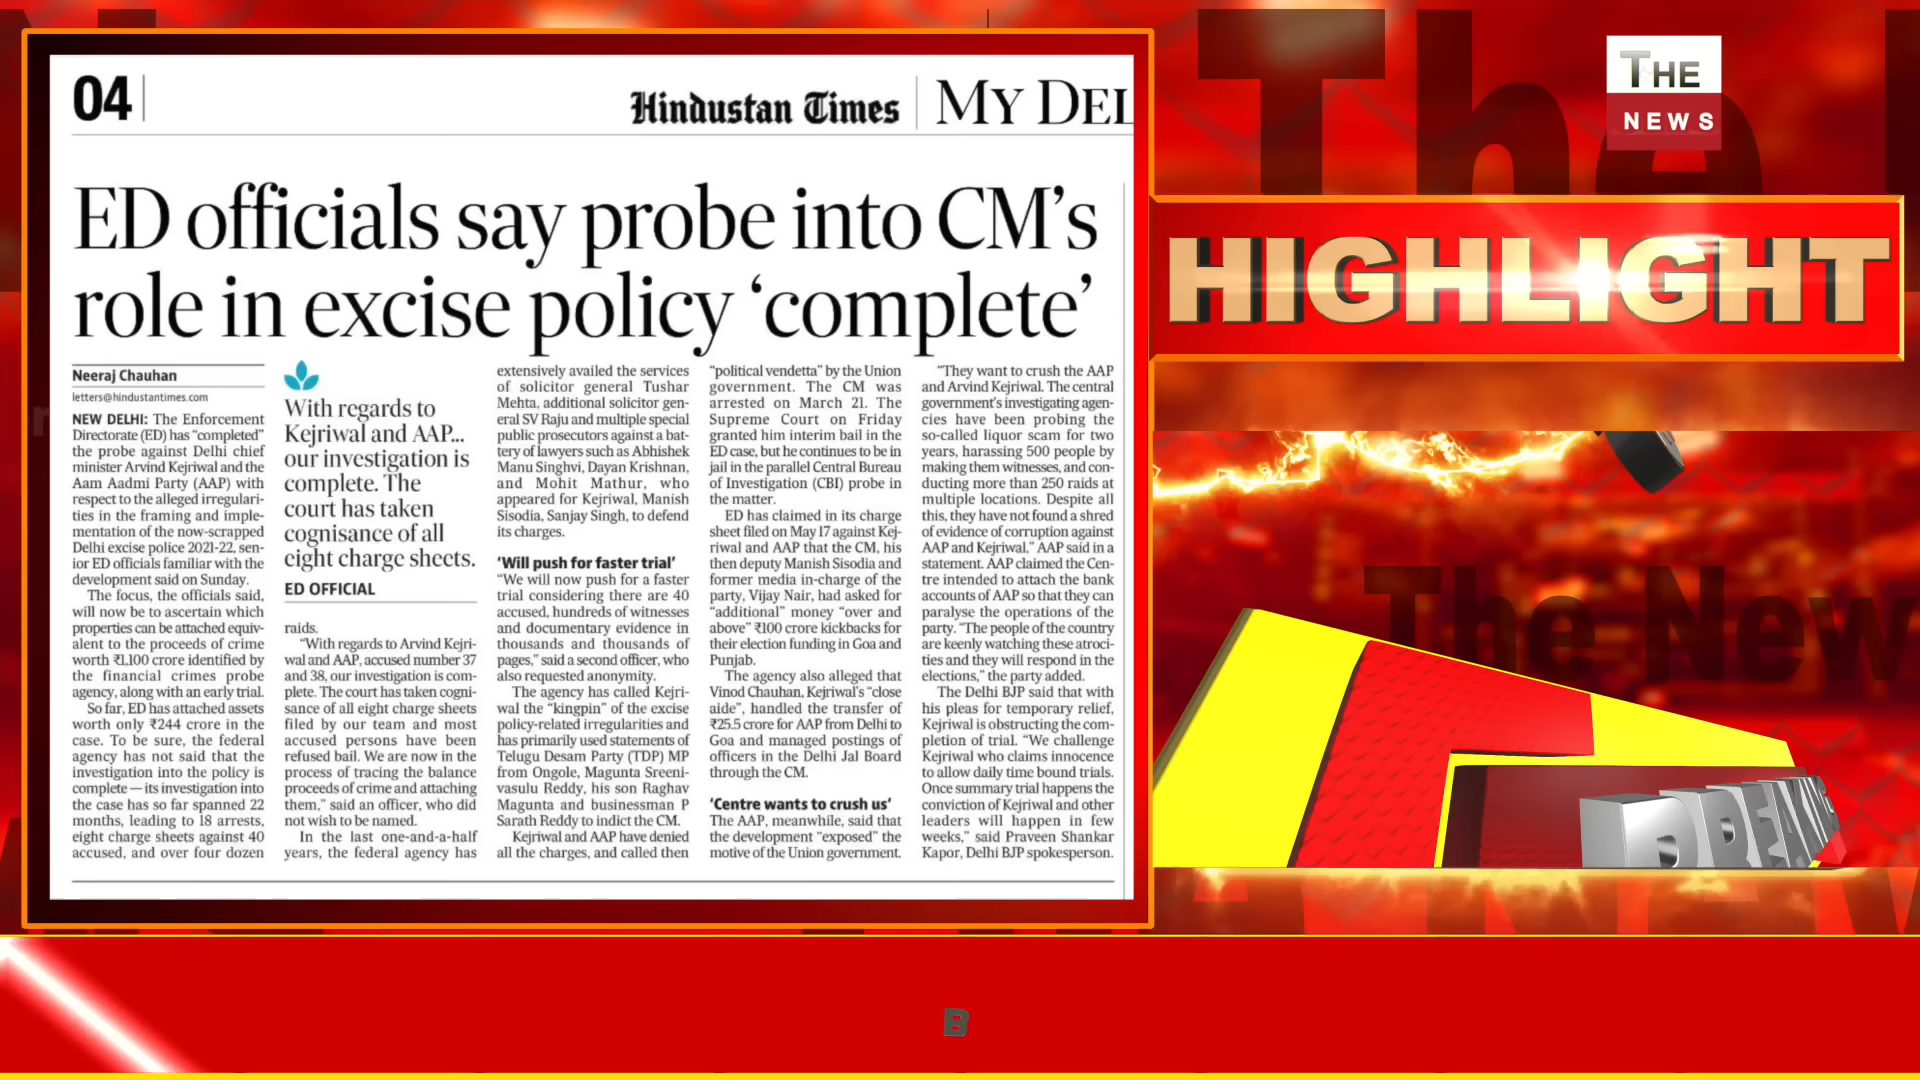 04
Hindustan Times
MY DEL
ED officials say probe into CM's
role in excise policy 'complete'
Neeraj Chauhan
letters@hindustantimes.com
NEW DELHI: The Enforcement
Directorate (ED) has "completed"
the probe against Delhi chief
minister Arvind Kejriwal and the
Aam Aadmi Party (AAP) with
respect to the alleged irregulari-
ties in the framing and imple-
mentation of the now-scrapped
Delhi excise police 2021-22, sen-
ior ED officials familiar with the
development said on Sunday.
The focus, the officials said,
will now be to ascertain which
properties can be attached equiv-
alent to the proceeds of crime
worth ₹1,100 crore identified by
the financial crimes probe
agency, along with an early trial.
So far, ED has attached assets
worth only ₹244 crore in the
case. To be sure, the federal
agency has not said that the
investigation into the policy is
complete — its investigation into
the case has so far spanned 22
months, leading to 18 arrests,
eight charge sheets against 40
accused, and over four dozen
With regards to
Kejriwal and AAP...
our investigation is
complete. The
court has taken
cognisance of all
eight charge sheets.
ED OFFICIAL
raids.
"With regards to Arvind Kejri-
wal and AAP, accused number 37
and 38, our investigation is com-
plete. The court has taken cogni-
sance of all eight charge sheets
filed by our team and most
accused persons have been
refused bail. We are now in the
process of tracing the balance
proceeds of crime and attaching
them," said an officer, who did
not wish to be named.
In the last one-and-a-half
years, the federal agency has
extensively availed the services
of solicitor general Tushar
Mehta, additional solicitor gen-
eral SV Raju and multiple special
public prosecutors against a bat-
tery of lawyers such as Abhishek
Manu Singhvi, Dayan Krishnan,
and Mohit Mathur, who
appeared for Kejriwal, Manish
Sisodia, Sanjay Singh, to defend
its charges.
'Will push for faster trial'
"We will now push for a faster
trial considering there are 40
accused, hundreds of witnesses
and documentary evidence in
thousands and thousands of
pages," said a second officer, who
also requested anonymity.
The agency has called Kejri-
wal the "kingpin" of the excise
policy-related irregularities and
has primarily used statements of
Telugu Desam Party (TDP) MP
from Ongole, Magunta Sreeni-
vasulu Reddy, his son Raghav
Magunta and businessman P
Sarath Reddy to indict the CM.
Kejriwal and AAP have denied
all the charges, and called then
"political vendetta" by the Union
government. The CM was
arrested on March 21. The
Supreme Court on Friday
granted him interim bail in the
ED case, but he continues to be in
jail in the parallel Central Bureau
of Investigation (CBI) probe in
the matter.
ED has claimed in its charge
sheet filed on May 17 against Kej-
riwal and AAP that the CM, his
then deputy Manish Sisodia and
former media in-charge of the
party, Vijay Nair, had asked for
"additional" money "over and
above" ₹100 crore kickbacks for
their election funding in Goa and
Punjab.
The agency also alleged that
Vinod Chauhan, Kejriwal's "close
aide", handled the transfer of
₹25.5 crore for AAP from Delhi to
Goa and managed postings of
officers in the Delhi Jal Board
through the CM.
'Centre wants to crush us'
The AAP, meanwhile, said that
the development "exposed" the
motive of the Union government.
"They want to crush the AAP
and Arvind Kejriwal. The central
government's investigating agen-
cies have been probing the
so-called liquor scam for two
years, harassing 500 people by
making them witnesses, and con-
ducting more than 250 raids at
multiple locations. Despite all
this, they have not found a shred
of evidence of corruption against
AAP and Kejriwal," AAP said in a
statement. AAP claimed the Cen-
tre intended to attach the bank
accounts of AAP so that they can
paralyse the operations of the
party. "The people of the country
are keenly watching these atroci-
ties and they will respond in the
elections," the party added.
The Delhi BJP said that with
his pleas for temporary relief,
Kejriwal is obstructing the com-
pletion of trial. "We challenge
Kejriwal who claims innocence
to allow daily time bound trials.
Once summary trial happens the
conviction of Kejriwal and other
leaders will happen in few
weeks," said Praveen Shankar
Kapor, Delhi BJP spokesperson.
THE
NEWS
HIGHLIGHT
The
The New
B